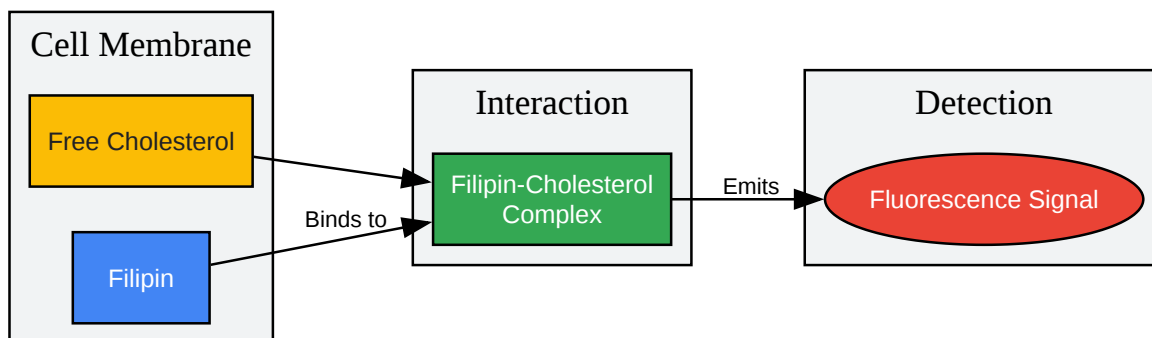 Cell Membrane
Free Cholesterol
Filipin
Binds to
Interaction
Filipin-Cholesterol
Complex
Emits
Detection
Fluorescence Signal